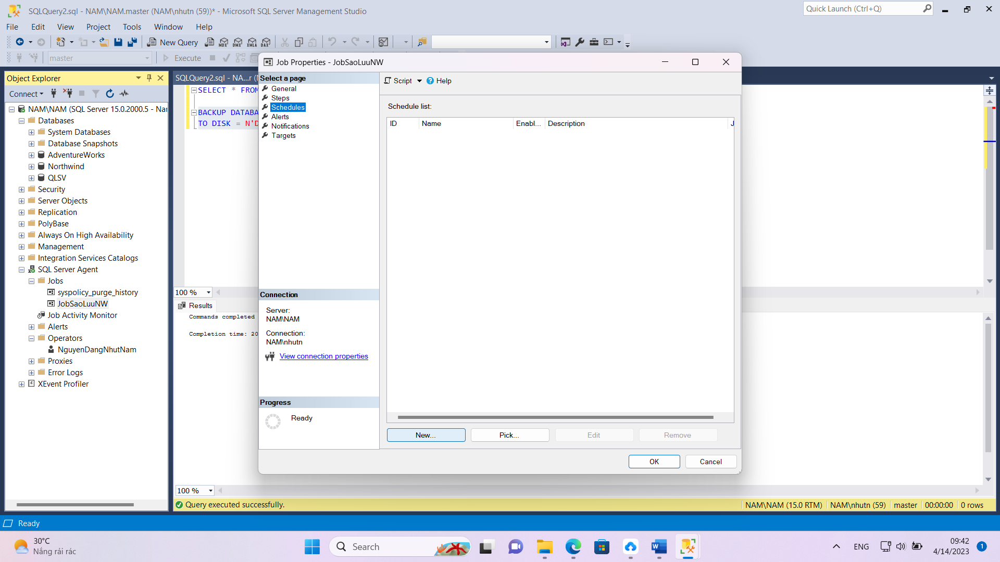 SQLQuery2.sql - NAM\NAM.master (NAM\nhutn (59))* - Microsoft SQL Server Management Studio
Quick Launch (Ctrl+Q)
File Edit View Project Tools Window Help
New Query MDX DMX XMLA DAX
master Execute
Object Explorer
Connect
NAM\NAM (SQL Server 15.0.2000.5 - Nar
Databases
System Databases
Database Snapshots
AdventureWorks
Northwind
QLSV
Security
Server Objects
Replication
PolyBase
Always On High Availability
Management
Integration Services Catalogs
SQL Server Agent
Jobs
syspolicy_purge_history
JobSaoLuuNW
Job Activity Monitor
Alerts
Operators
NguyenDangNhutNam
Proxies
Error Logs
XEvent Profiler
SQLQuery2.sql - NA...r (
SELECT * FROM
BACKUP DATABA
TO DISK = N'D
100 %
Results
Commands completed
Completion time: 20
100 %
Job Properties - JobSaoLuuNW
Select a page
General
Steps
Schedules
Alerts
Notifications
Targets
Connection
Server:
NAM\NAM
Connection:
NAM\nhutn
View connection properties
Progress
Ready
Script Help
Schedule list:
ID Name Enabl... Description J
New... Pick... Edit Remove
OK Cancel
Query executed successfully. NAM\NAM (15.0 RTM) NAM\nhutn (59) master 00:00:00 0 rows
Ready
30°C
Nắng rải rác
Search
ENG
09:42
4/14/2023
1